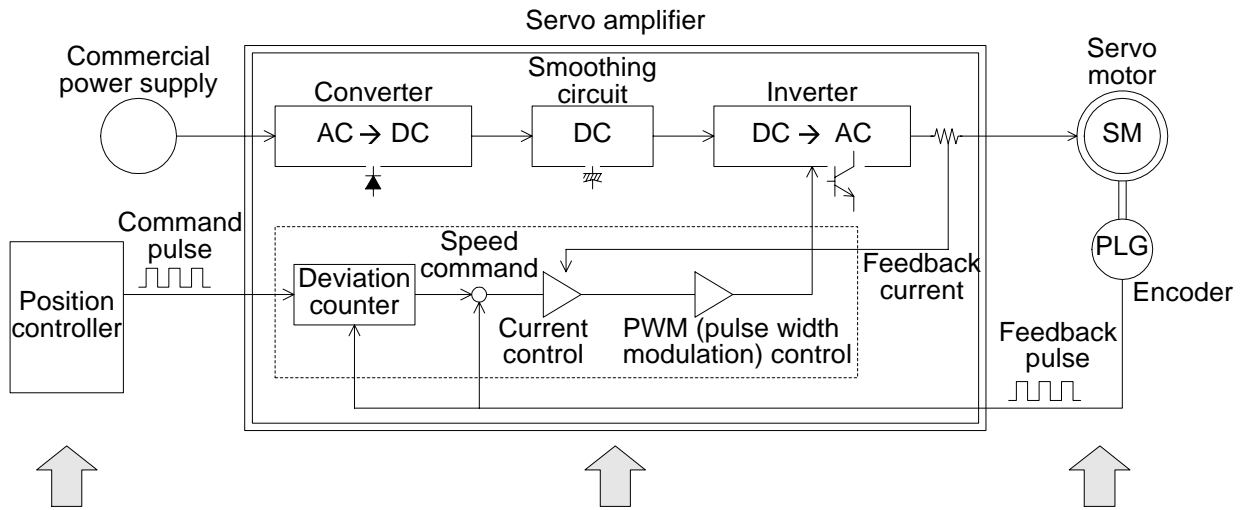 Servo amplifier
Commercial
power supply
Converter
AC → DC
Smoothing
circuit
DC
Inverter
DC → AC
Servo
motor
SM
Command
pulse
Position
controller
Deviation
counter
Speed
command
Current
control
PWM (pulse width
modulation) control
Feedback
current
PLG
Encoder
Feedback
pulse